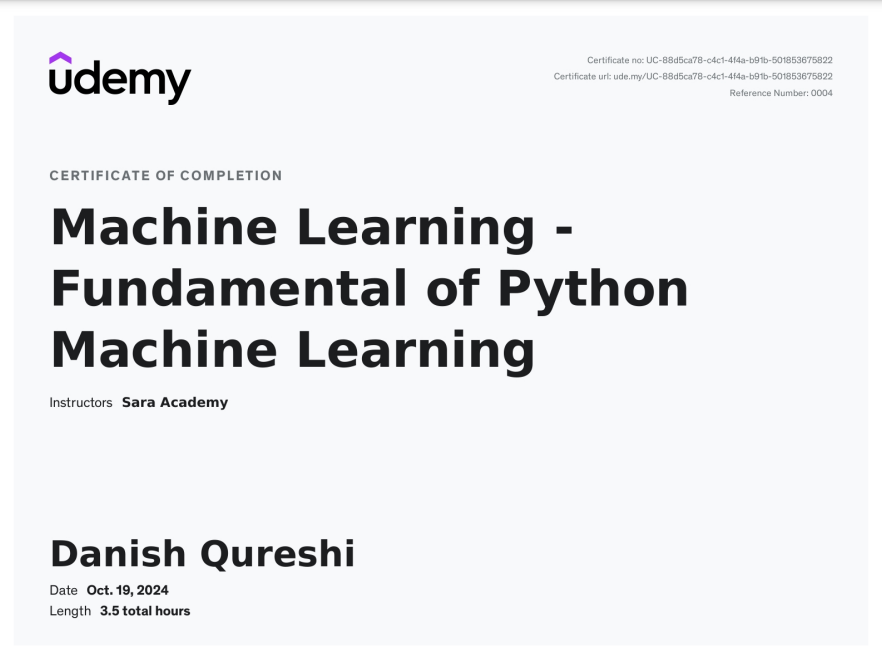 udemy
Certificate no: UC-88d5ca78-c4c1-4f4a-b91b-501853675822
Certificate url: ude.my/UC-88d5ca78-c4c1-4f4a-b91b-501853675822
Reference Number: 0004
CERTIFICATE OF COMPLETION
Machine Learning -
Fundamental of Python
Machine Learning
Instructors Sara Academy
Danish Qureshi
Date Oct. 19, 2024
Length 3.5 total hours